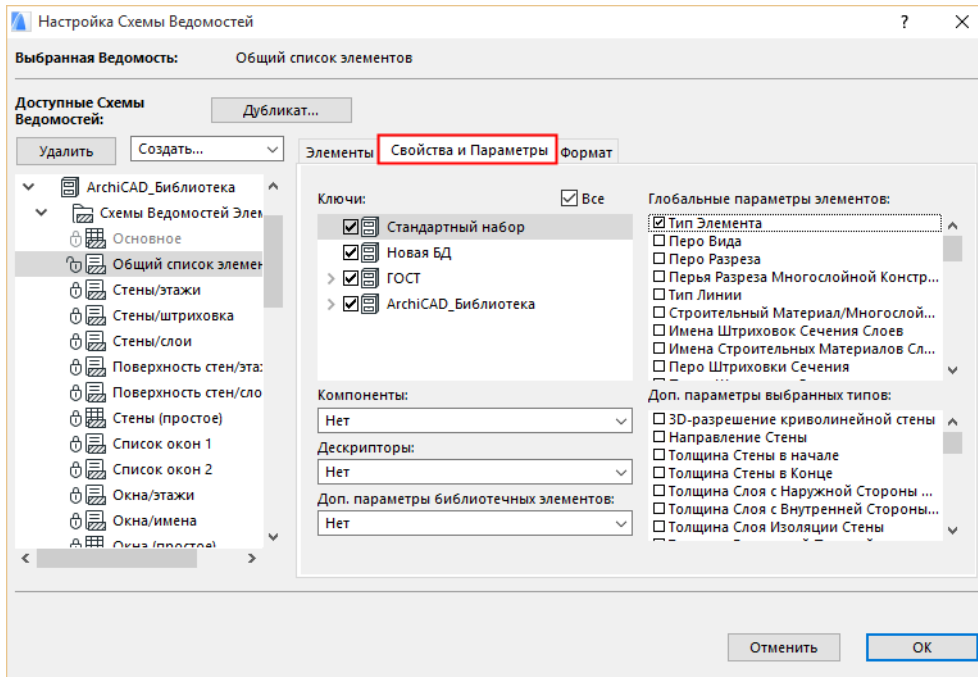 Настройка Схемы Ведомостей
?
Выбранная Ведомость:
Общий список элементов
Доступные Схемы
Ведомостей:
Дубликат...
Удалить
Создать...
ArchiCAD_Библиотека
Схемы Ведомостей Элем
Основное
Общий список элемен
Стены/этажи
Стены/штриховка
Стены/слои
Поверхность стен/эта:
Поверхность стен/сло
Стены (простое)
Список окон 1
Список окон 2
Окна/этажи
Окна/имена
Окна (простое)
Элементы
Свойства и Параметры
Формат
Ключи:
Все
Стандартный набор
Новая БД
ГОСТ
ArchiCAD_Библиотека
Компоненты:
Нет
Дескрипторы:
Нет
Доп. параметры библиотечных элементов:
Нет
Глобальные параметры элементов:
Тип Элемента
Перо Вида
Перо Разреза
Перья Разреза Многослойной Констр...
Тип Линии
Строительный Материал/Многослой...
Имена Штриховок Сечения Слоев
Имена Строительных Материалов Сл...
Перо Штриховки Сечения
Доп. параметры выбранных типов:
3D-разрешение криволинейной стены
Направление Стены
Толщина Стены в начале
Толщина Стены в Конце
Толщина Слоя с Наружной Стороны ...
Толщина Слоя с Внутренней Стороны...
Толщина Слоя Изоляции Стены
Отменить
OK